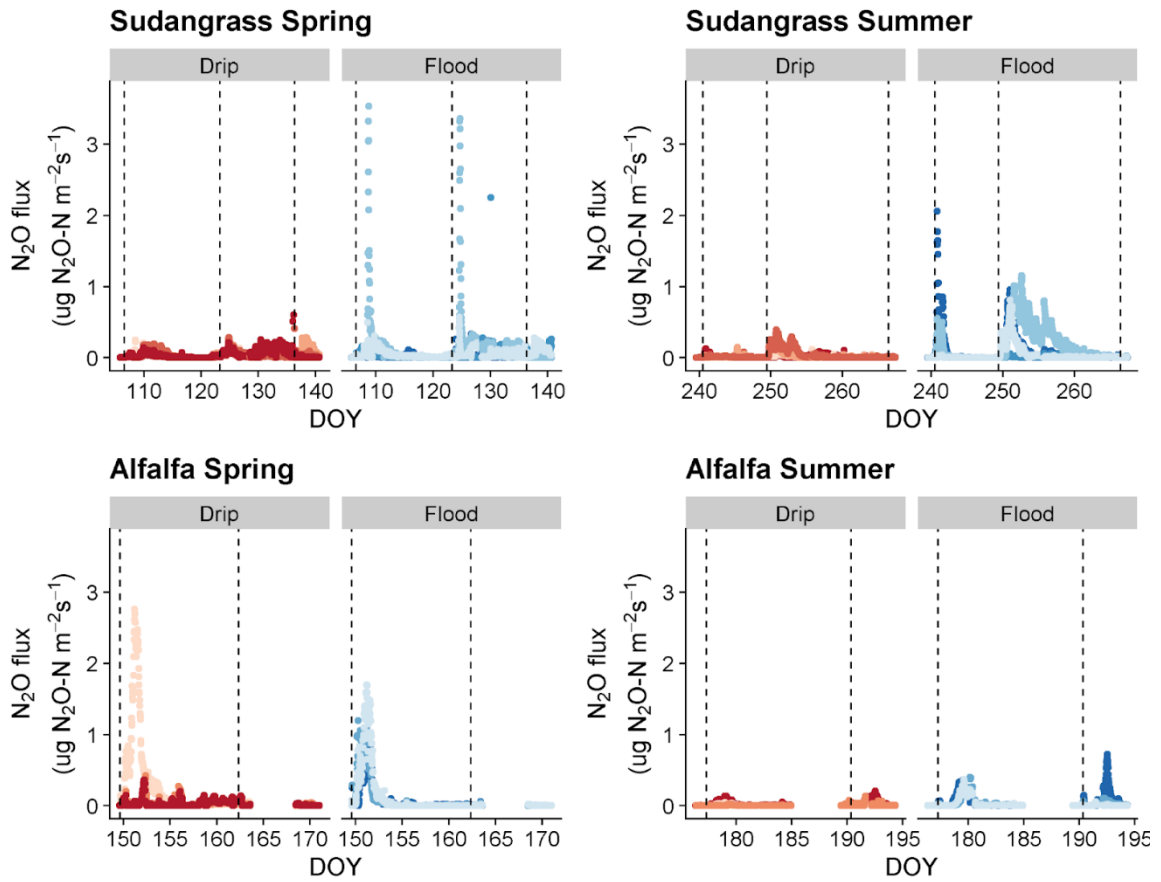 Sudangrass Spring
Drip Flood
N₂O flux
(ug N₂O-N m⁻²s⁻¹)
3
2
1
0
110 120 130 140 110 120 130 140
DOY
Sudangrass Summer
Drip Flood
N₂O flux
(ug N₂O-N m⁻²s⁻¹)
3
2
1
0
240 250 260 240 250 260
DOY
Alfalfa Spring
Drip Flood
N₂O flux
(ug N₂O-N m⁻²s⁻¹)
3
2
1
0
150 155 160 165 170 150 155 160 165 170
DOY
Alfalfa Summer
Drip Flood
N₂O flux
(ug N₂O-N m⁻²s⁻¹)
3
2
1
0
180 185 190 195 180 185 190 195
DOY